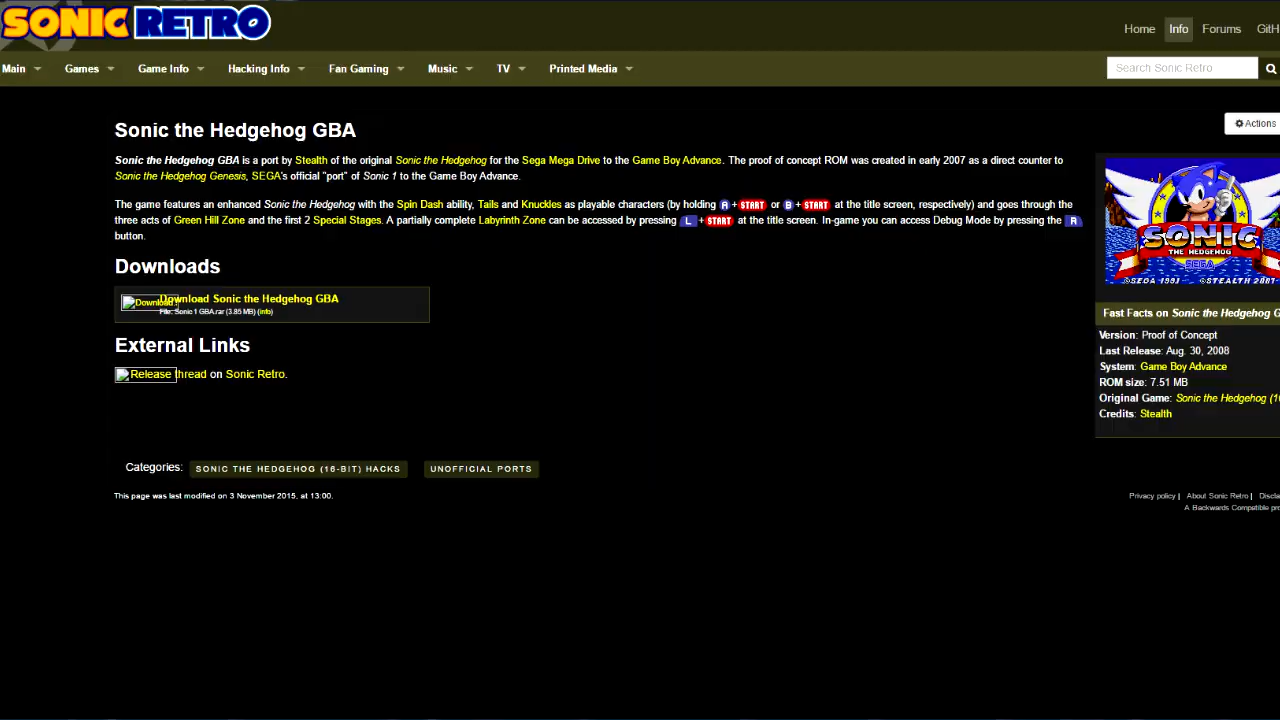 SONIC RETRO
Home Info Forums GitH
Main Games Game Info Hacking Info Fan Gaming Music TV Printed Media
Search Sonic Retro
Sonic the Hedgehog GBA
Actions
Sonic the Hedgehog GBA is a port by Stealth of the original Sonic the Hedgehog for the Sega Mega Drive to the Game Boy Advance. The proof of concept ROM was created in early 2007 as a direct counter to
Sonic the Hedgehog Genesis, SEGA's official "port" of Sonic 1 to the Game Boy Advance.
The game features an enhanced Sonic the Hedgehog with the Spin Dash ability, Tails and Knuckles as playable characters (by holding A+START or B+START at the title screen, respectively) and goes through the
three acts of Green Hill Zone and the first 2 Special Stages. A partially complete Labyrinth Zone can be accessed by pressing L+START at the title screen. In-game you can access Debug Mode by pressing the R
button.
Downloads
Download. Download Sonic the Hedgehog GBA
File: Sonic 1 GBA.rar (3.85 MB) (info)
External Links
Release thread on Sonic Retro.
SONIC
THE HEDGEHOG
SEGA
©SEGA 1991 ©STEALTH 2007
Fast Facts on Sonic the Hedgehog G
Version: Proof of Concept
Last Release: Aug. 30, 2008
System: Game Boy Advance
ROM size: 7.51 MB
Original Game: Sonic the Hedgehog (1
Credits: Stealth
Categories: SONIC THE HEDGEHOG (16-BIT) HACKS UNOFFICIAL PORTS
This page was last modified on 3 November 2015, at 13:00.
Privacy policy | About Sonic Retro | Discla
A Backwards Compatible pro